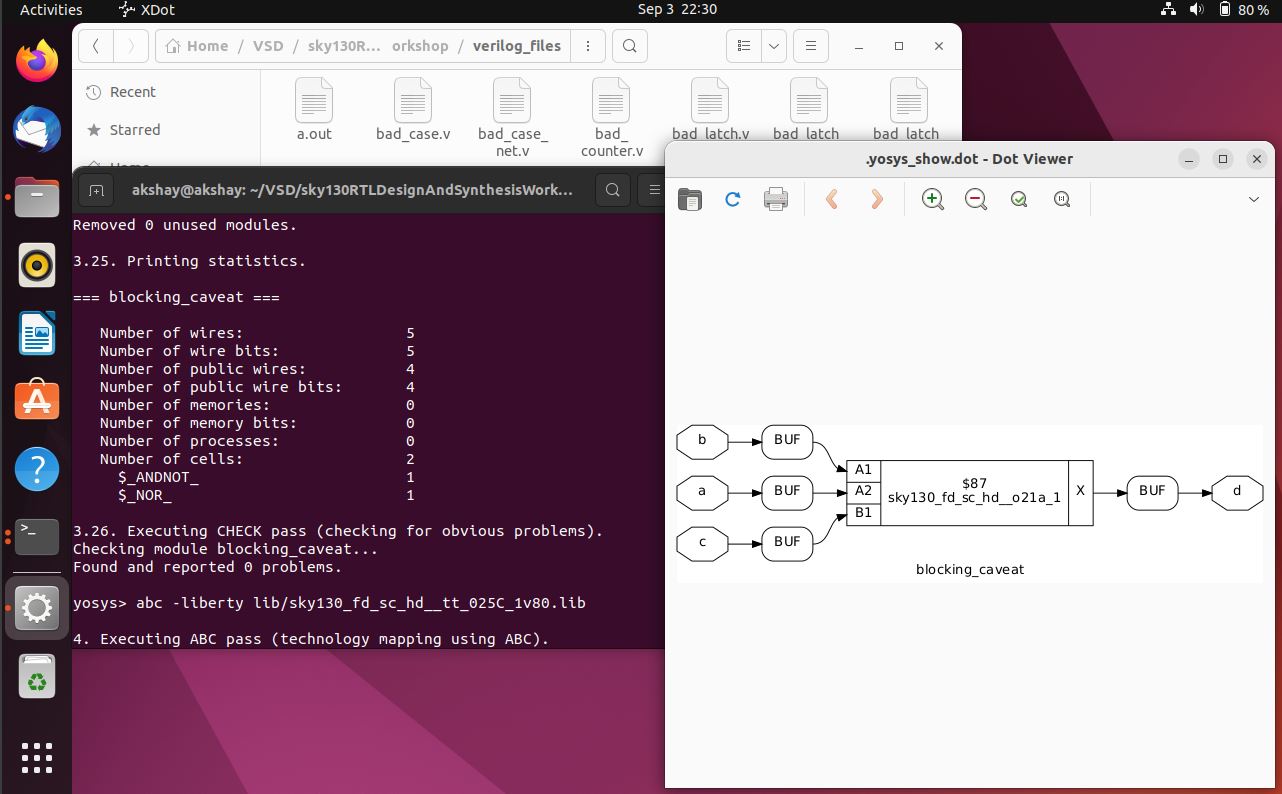 Activities
XDot
Sep 3 22:30
80 %
Home / VSD / sky130R... orkshop / verilog_files
Recent
Starred
a.out
bad_case.v
bad_case_
net.v
bad_
counter.v
bad_latch.v
bad_latch
bad_latch
akshay@akshay: ~/VSD/sky130RTLDesignAndSynthesisWork...
Removed 0 unused modules.
3.25. Printing statistics.
=== blocking_caveat ===
Number of wires: 5
Number of wire bits: 5
Number of public wires: 4
Number of public wire bits: 4
Number of memories: 0
Number of memory bits: 0
Number of processes: 0
Number of cells: 2
$_ANDNOT_ 1
$_NOR_ 1
3.26. Executing CHECK pass (checking for obvious problems).
Checking module blocking_caveat...
Found and reported 0 problems.
yosys> abc -liberty lib/sky130_fd_sc_hd__tt_025C_1v80.lib
4. Executing ABC pass (technology mapping using ABC).
.yosys_show.dot - Dot Viewer
b
BUF
A1
a
BUF
A2
$87
sky130_fd_sc_hd__o21a_1
X
BUF
d
c
BUF
B1
blocking_caveat